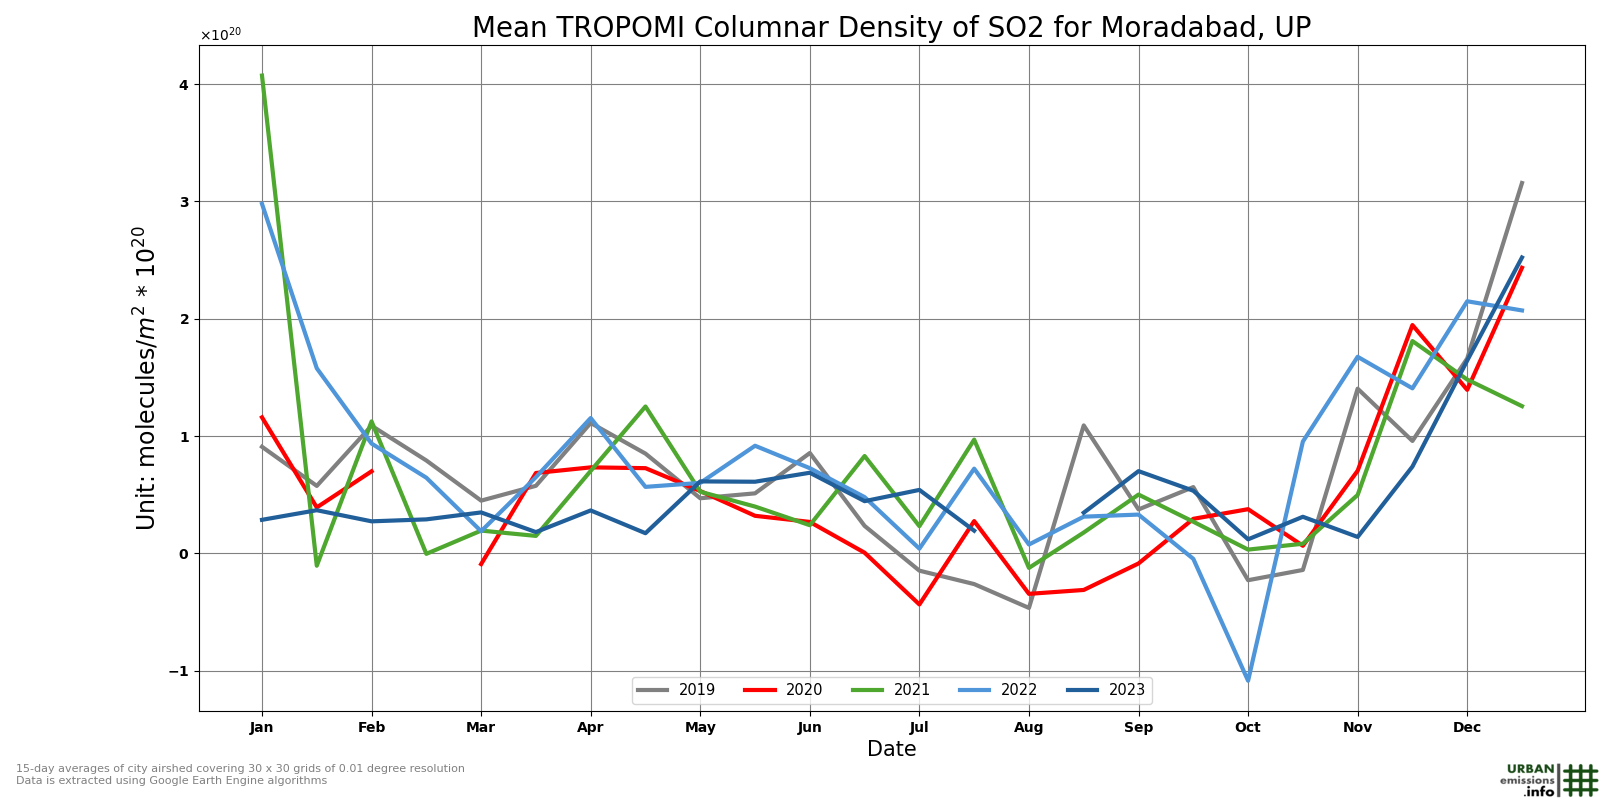 Mean TROPOMI Columnar Density of SO2 for Moradabad, UP
×10²⁰
4
3
2
1
0
−1
Unit: molecules/m² * 10²⁰
2019 2020 2021 2022 2023
Jan Feb Mar Apr May Jun Jul Aug Sep Oct Nov Dec
Date
15-day averages of city airshed covering 30 x 30 grids of 0.01 degree resolution
Data is extracted using Google Earth Engine algorithms
URBAN
emissions
.info